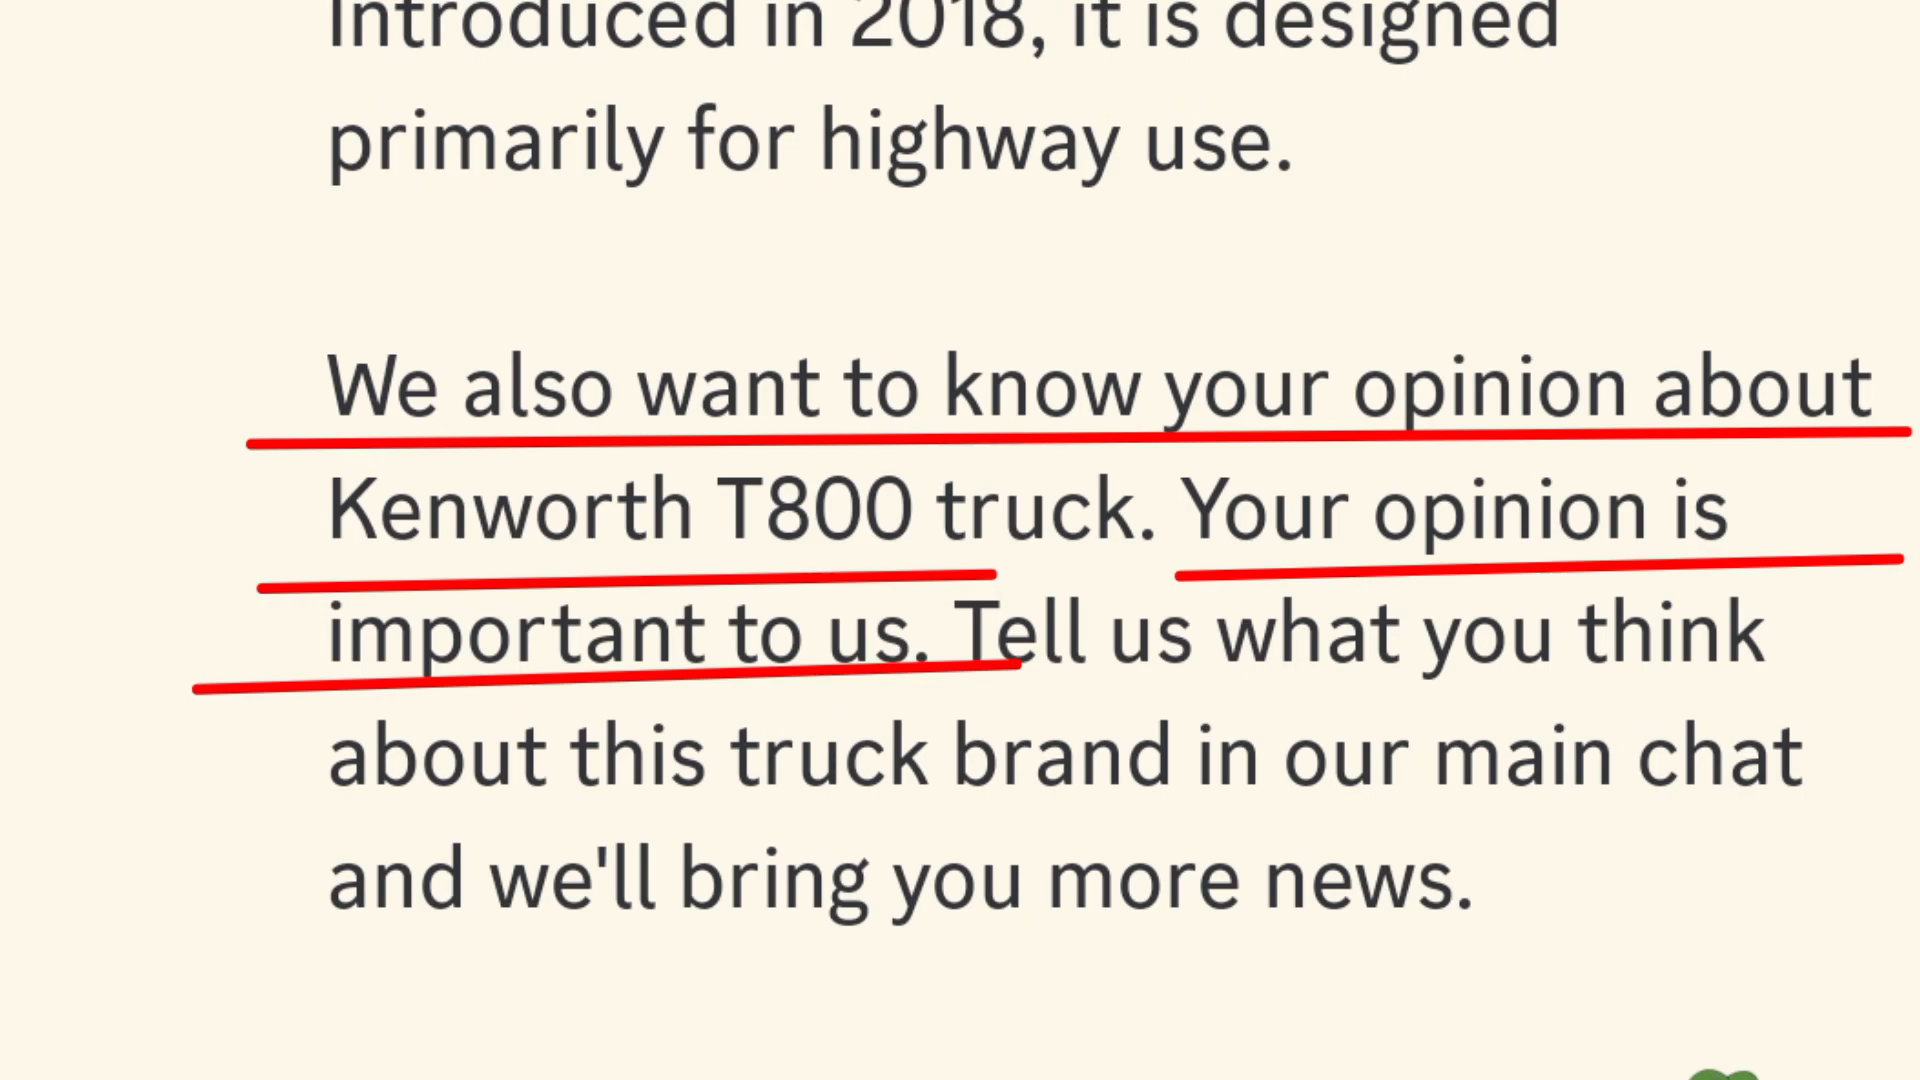 Introduced in 2018, it is designed
primarily for highway use.
We also want to know your opinion about
Kenworth T800 truck. Your opinion is
important to us. Tell us what you think
about this truck brand in our main chat
and we'll bring you more news.